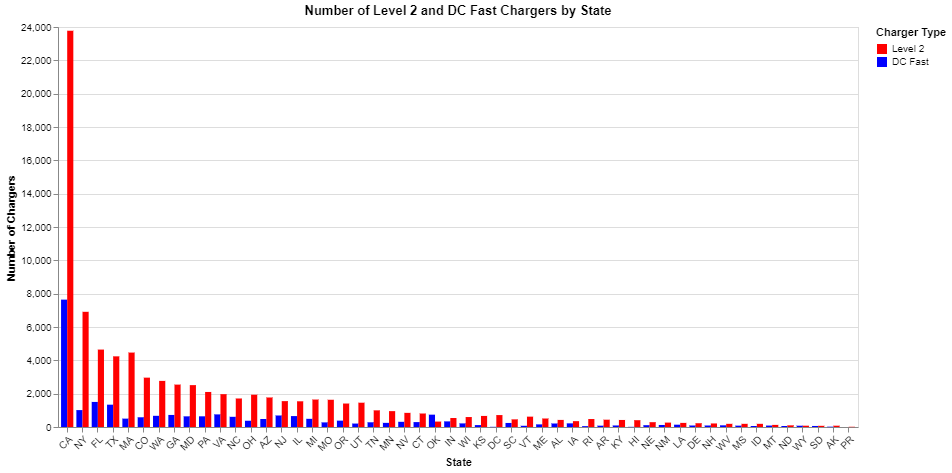 Number of Level 2 and DC Fast Chargers by State
Charger Type
Level 2
DC Fast
Number of Chargers
24,000
22,000
20,000
18,000
16,000
14,000
12,000
10,000
8,000
6,000
4,000
2,000
0
CA NY FL TX MA CO WA GA MD PA VA NC OH AZ NJ IL MI MO OR UT TN MN NV CT OK IN WI KS DC SC VT ME AL IA RI AR KY HI NE NM LA DE NH WV MS ID MT ND WY SD AK PR
State